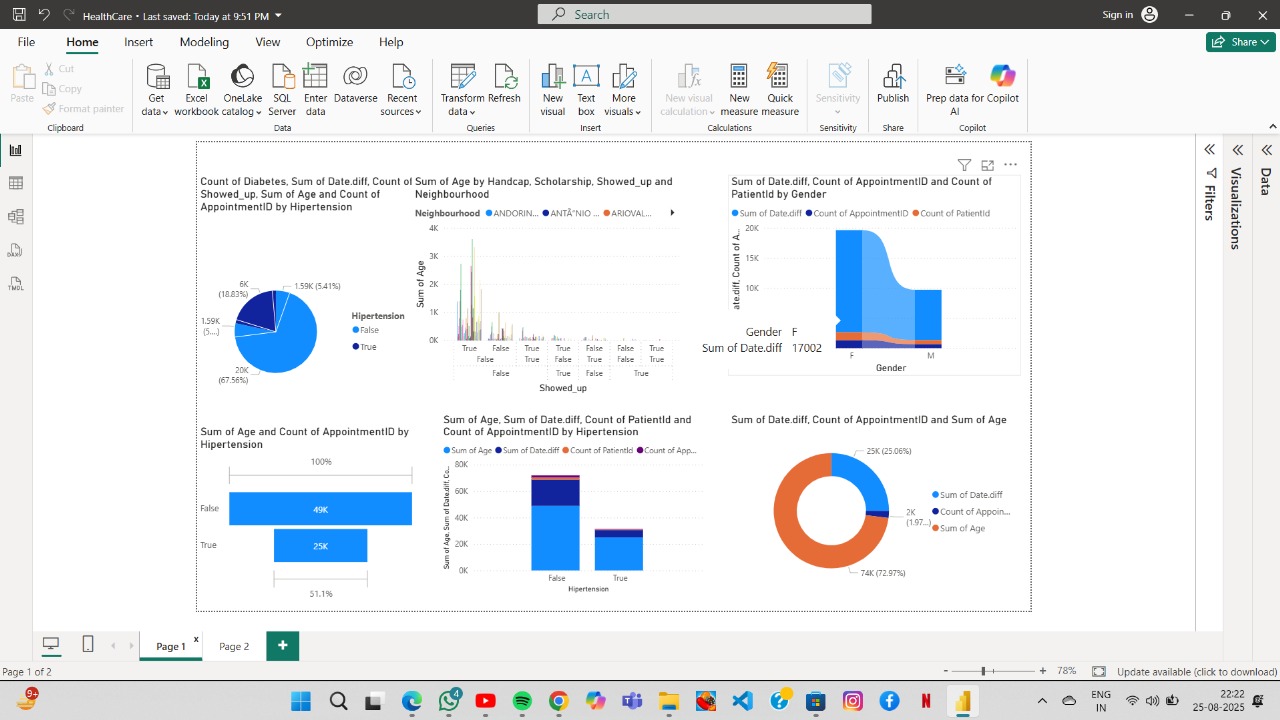 HealthCare • Last saved: Today at 9:51 PM
Search
Sign in
File Home Insert Modeling View Optimize Help
Share
Paste
Cut
Copy
Format painter
Clipboard
Get data
Excel workbook
OneLake catalog
SQL Server
Enter data
Dataverse
Recent sources
Data
Transform data
Refresh
Queries
New visual
Text box
More visuals
Insert
New visual calculation
New measure
Quick measure
Calculations
Sensitivity
Sensitivity
Publish
Share
Prep data for AI
Copilot
Copilot
Filters
Visualizations
Data
Count of Diabetes, Sum of Date.diff, Count of
Showed_up, Sum of Age and Count of
AppointmentID by Hipertension
1.59K (5.41%)
6K
(18.83%)
1.59K
(5...)
20K
(67.56%)
Hipertension
False
True
Sum of Age by Handcap, Scholarship, Showed_up and
Neighbourhood
Neighbourhood ANDORIN... ANTÃ"NIO ... ARIOVAL...
Sum of Age
4K
3K
2K
1K
0K
True False True True False False True
False True False True False True
False True False True
Showed_up
Sum of Date.diff, Count of AppointmentID and Count of
PatientId by Gender
Sum of Date.diff Count of AppointmentID Count of PatientId
ate.diff, Count of A...
20K
15K
10K
Gender F
Sum of Date.diff 17002
F M
Gender
Sum of Age and Count of AppointmentID by
Hipertension
100%
False 49K
True 25K
51.1%
Sum of Age, Sum of Date.diff, Count of PatientId and
Count of AppointmentID by Hipertension
Sum of Age Sum of Date.diff Count of PatientId Count of App...
Sum of Age, Sum of Date.diff, Co...
80K
60K
40K
20K
0K
False True
Hipertension
Sum of Date.diff, Count of AppointmentID and Sum of Age
25K (25.06%)
2K
(1.97...)
74K (72.97%)
Sum of Date.diff
Count of Appoin...
Sum of Age
Page 1 x
Page 2
+
Page 1 of 2
- + 78%
Update available (click to download)
9+
4
ENG
IN
22:22
25-08-2025